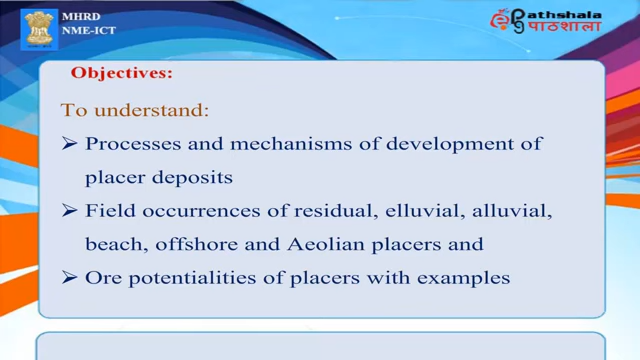 MHRD
NME-ICT
epgpathshala
पाठशाला
Objectives:
To understand:
➢ Processes and mechanisms of development of
placer deposits
➢ Field occurrences of residual, elluvial, alluvial,
beach, offshore and Aeolian placers and
➢ Ore potentialities of placers with examples